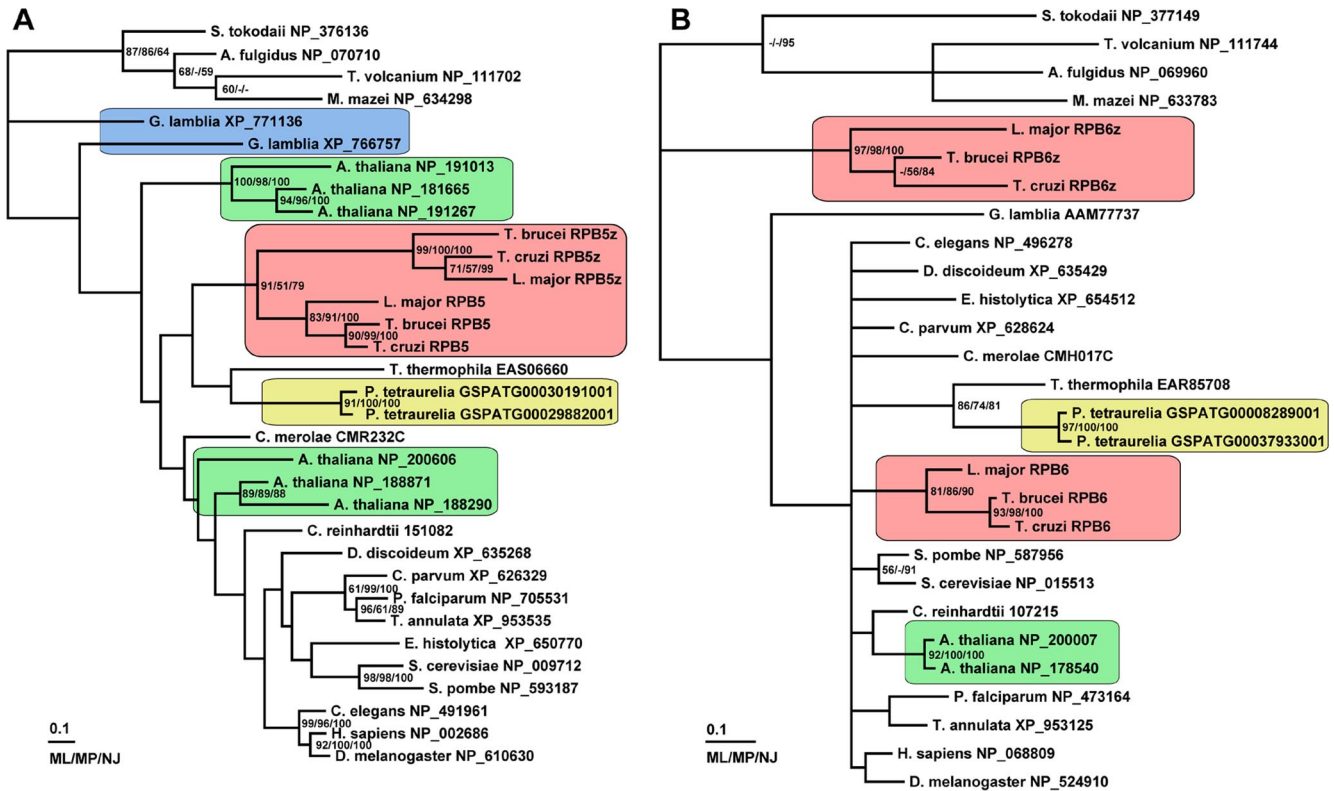 A
S. tokodaii NP_376136
87/86/64
A. fulgidus NP_070710
68/-/59
T. volcanium NP_111702
60/-/-
M. mazei NP_634298
G. lamblia XP_771136
G. lamblia XP_766757
A. thaliana NP_191013
100/98/100
A. thaliana NP_181665
94/96/100
A. thaliana NP_191267
T. brucei RPB5z
99/100/100
T. cruzi RPB5z
71/57/99
L. major RPB5z
91/51/79
L. major RPB5
83/91/100
T. brucei RPB5
90/99/100
T. cruzi RPB5
T. thermophila EAS06660
P. tetraurelia GSPATG00030191001
91/100/100
P. tetraurelia GSPATG00029882001
C. merolae CMR232C
A. thaliana NP_200606
A. thaliana NP_188871
89/89/88
A. thaliana NP_188290
C. reinhardtii 151082
D. discoideum XP_635268
C. parvum XP_626329
61/99/100
P. falciparum NP_705531
96/61/89
T. annulata XP_953535
E. histolytica XP_650770
S. cerevisiae NP_009712
98/98/100
S. pombe NP_593187
C. elegans NP_491961
99/96/100
H. sapiens NP_002686
92/100/100
D. melanogaster NP_610630
0.1
ML/MP/NJ
B
S. tokodaii NP_377149
-/-/95
T. volcanium NP_111744
A. fulgidus NP_069960
M. mazei NP_633783
L. major RPB6z
97/98/100
T. brucei RPB6z
-/56/84
T. cruzi RPB6z
G. lamblia AAM77737
C. elegans NP_496278
D. discoideum XP_635429
E. histolytica XP_654512
C. parvum XP_628624
C. merolae CMH017C
T. thermophila EAR85708
86/74/81
P. tetraurelia GSPATG00008289001
97/100/100
P. tetraurelia GSPATG00037933001
L. major RPB6
81/86/90
T. brucei RPB6
93/98/100
T. cruzi RPB6
S. pombe NP_587956
56/-/91
S. cerevisiae NP_015513
C. reinhardtii 107215
A. thaliana NP_200007
92/100/100
A. thaliana NP_178540
P. falciparum NP_473164
T. annulata XP_953125
H. sapiens NP_068809
D. melanogaster NP_524910
0.1
ML/MP/NJ